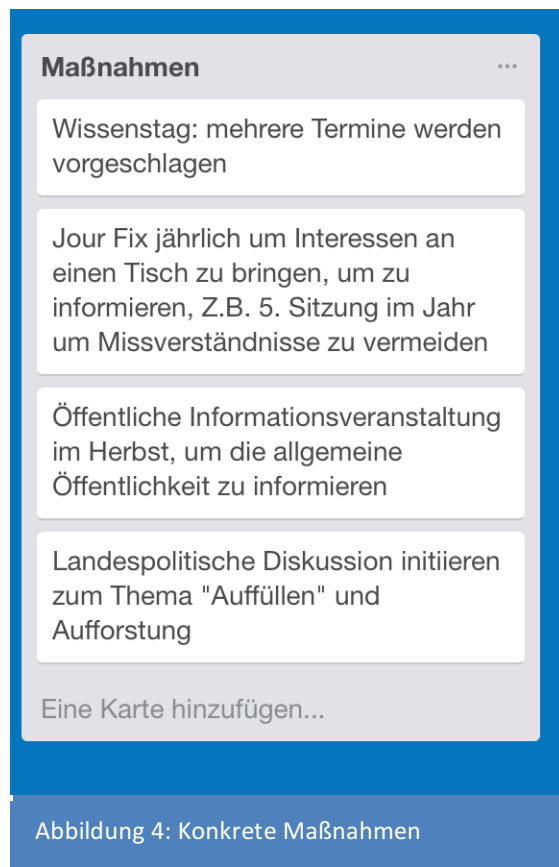 Maßnahmen ...
Wissenstag: mehrere Termine werden
vorgeschlagen
Jour Fix jährlich um Interessen an
einen Tisch zu bringen, um zu
informieren, Z.B. 5. Sitzung im Jahr
um Missverständnisse zu vermeiden
Öffentliche Informationsveranstaltung
im Herbst, um die allgemeine
Öffentlichkeit zu informieren
Landespolitische Diskussion initiieren
zum Thema "Auffüllen" und
Aufforstung
Eine Karte hinzufügen...
Abbildung 4: Konkrete Maßnahmen